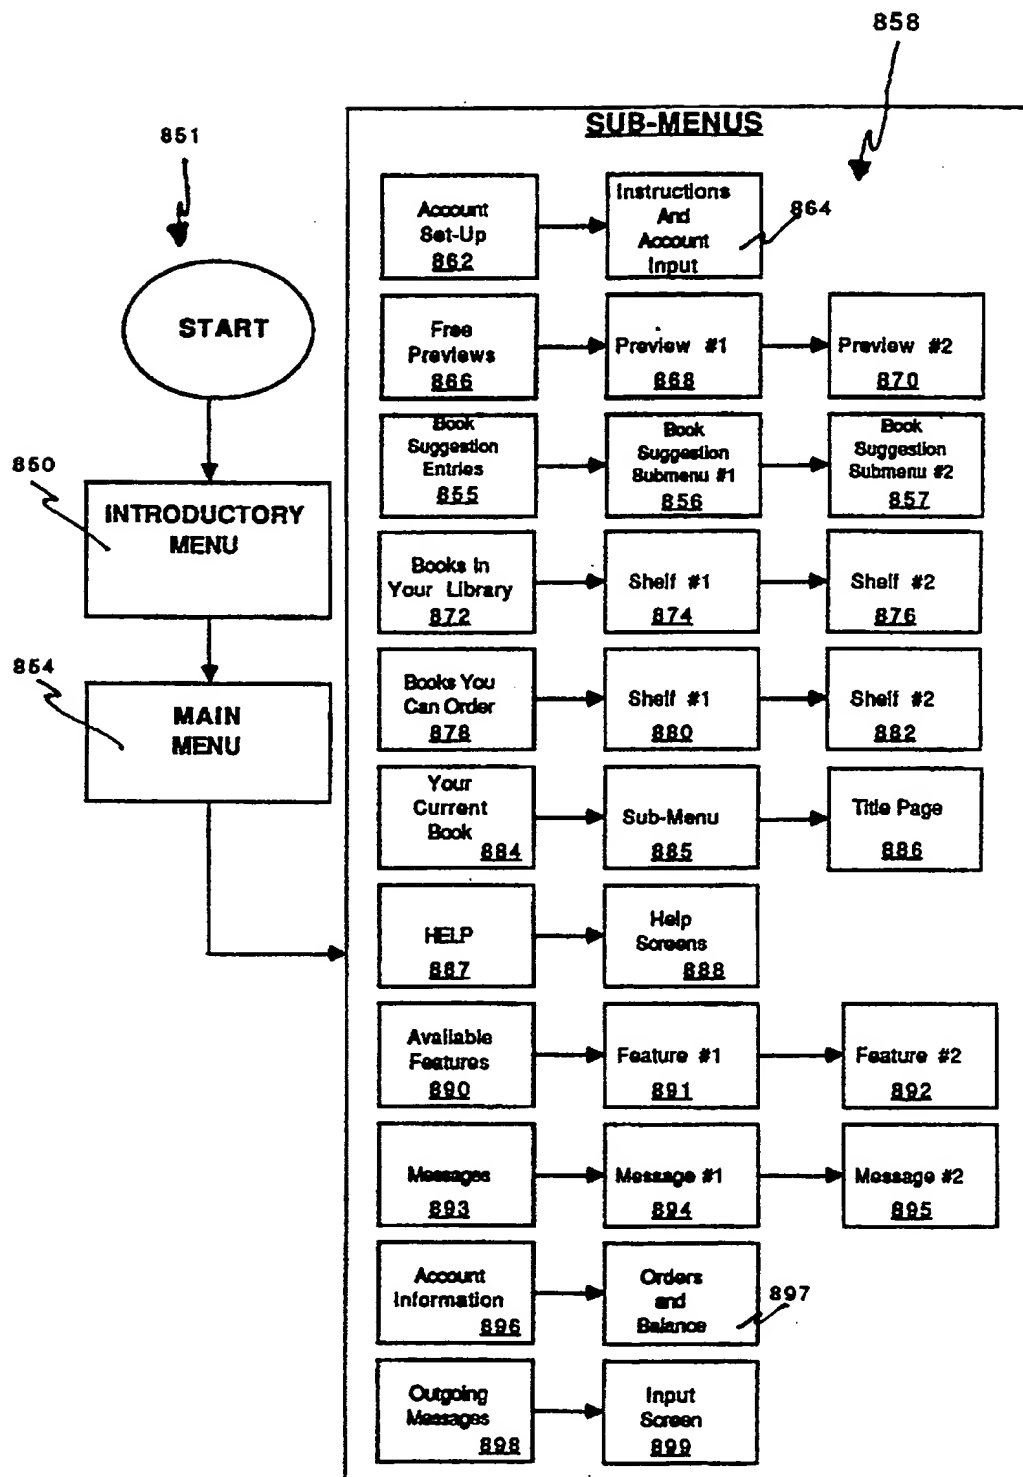 858
SUB-MENUS
851
START
850
INTRODUCTORY
MENU
854
MAIN
MENU
Account
Set-Up
862
Instructions
And
Account
Input
864
Free
Previews
866
Preview #1
868
Preview #2
870
Book
Suggestion
Entries
855
Book
Suggestion
Submenu #1
856
Book
Suggestion
Submenu #2
857
Books In
Your Library
872
Shelf #1
874
Shelf #2
876
Books You
Can Order
878
Shelf #1
880
Shelf #2
882
Your
Current
Book
884
Sub-Menu
885
Title Page
886
HELP
887
Help
Screens
888
Available
Features
890
Feature #1
891
Feature #2
892
Messages
893
Message #1
894
Message #2
895
Account
Information
896
Orders
and
Balance
897
Outgoing
Messages
898
Input
Screen
899